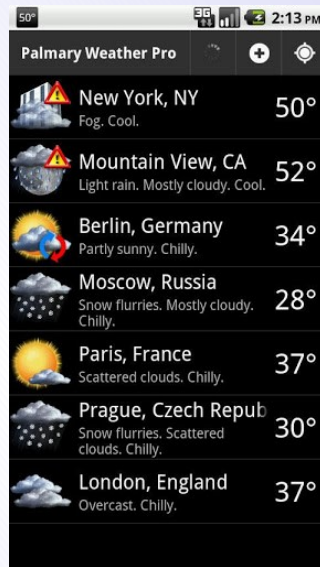 50°
3G
2:13 PM
Palmary Weather Pro
New York, NY
Fog. Cool.
50°
Mountain View, CA
Light rain. Mostly cloudy. Cool.
52°
Berlin, Germany
Partly sunny. Chilly.
34°
Moscow, Russia
Snow flurries. Mostly cloudy.
Chilly.
28°
Paris, France
Scattered clouds. Chilly.
37°
Prague, Czech Repub
Snow flurries. Scattered
clouds. Chilly.
30°
London, England
Overcast. Chilly.
37°